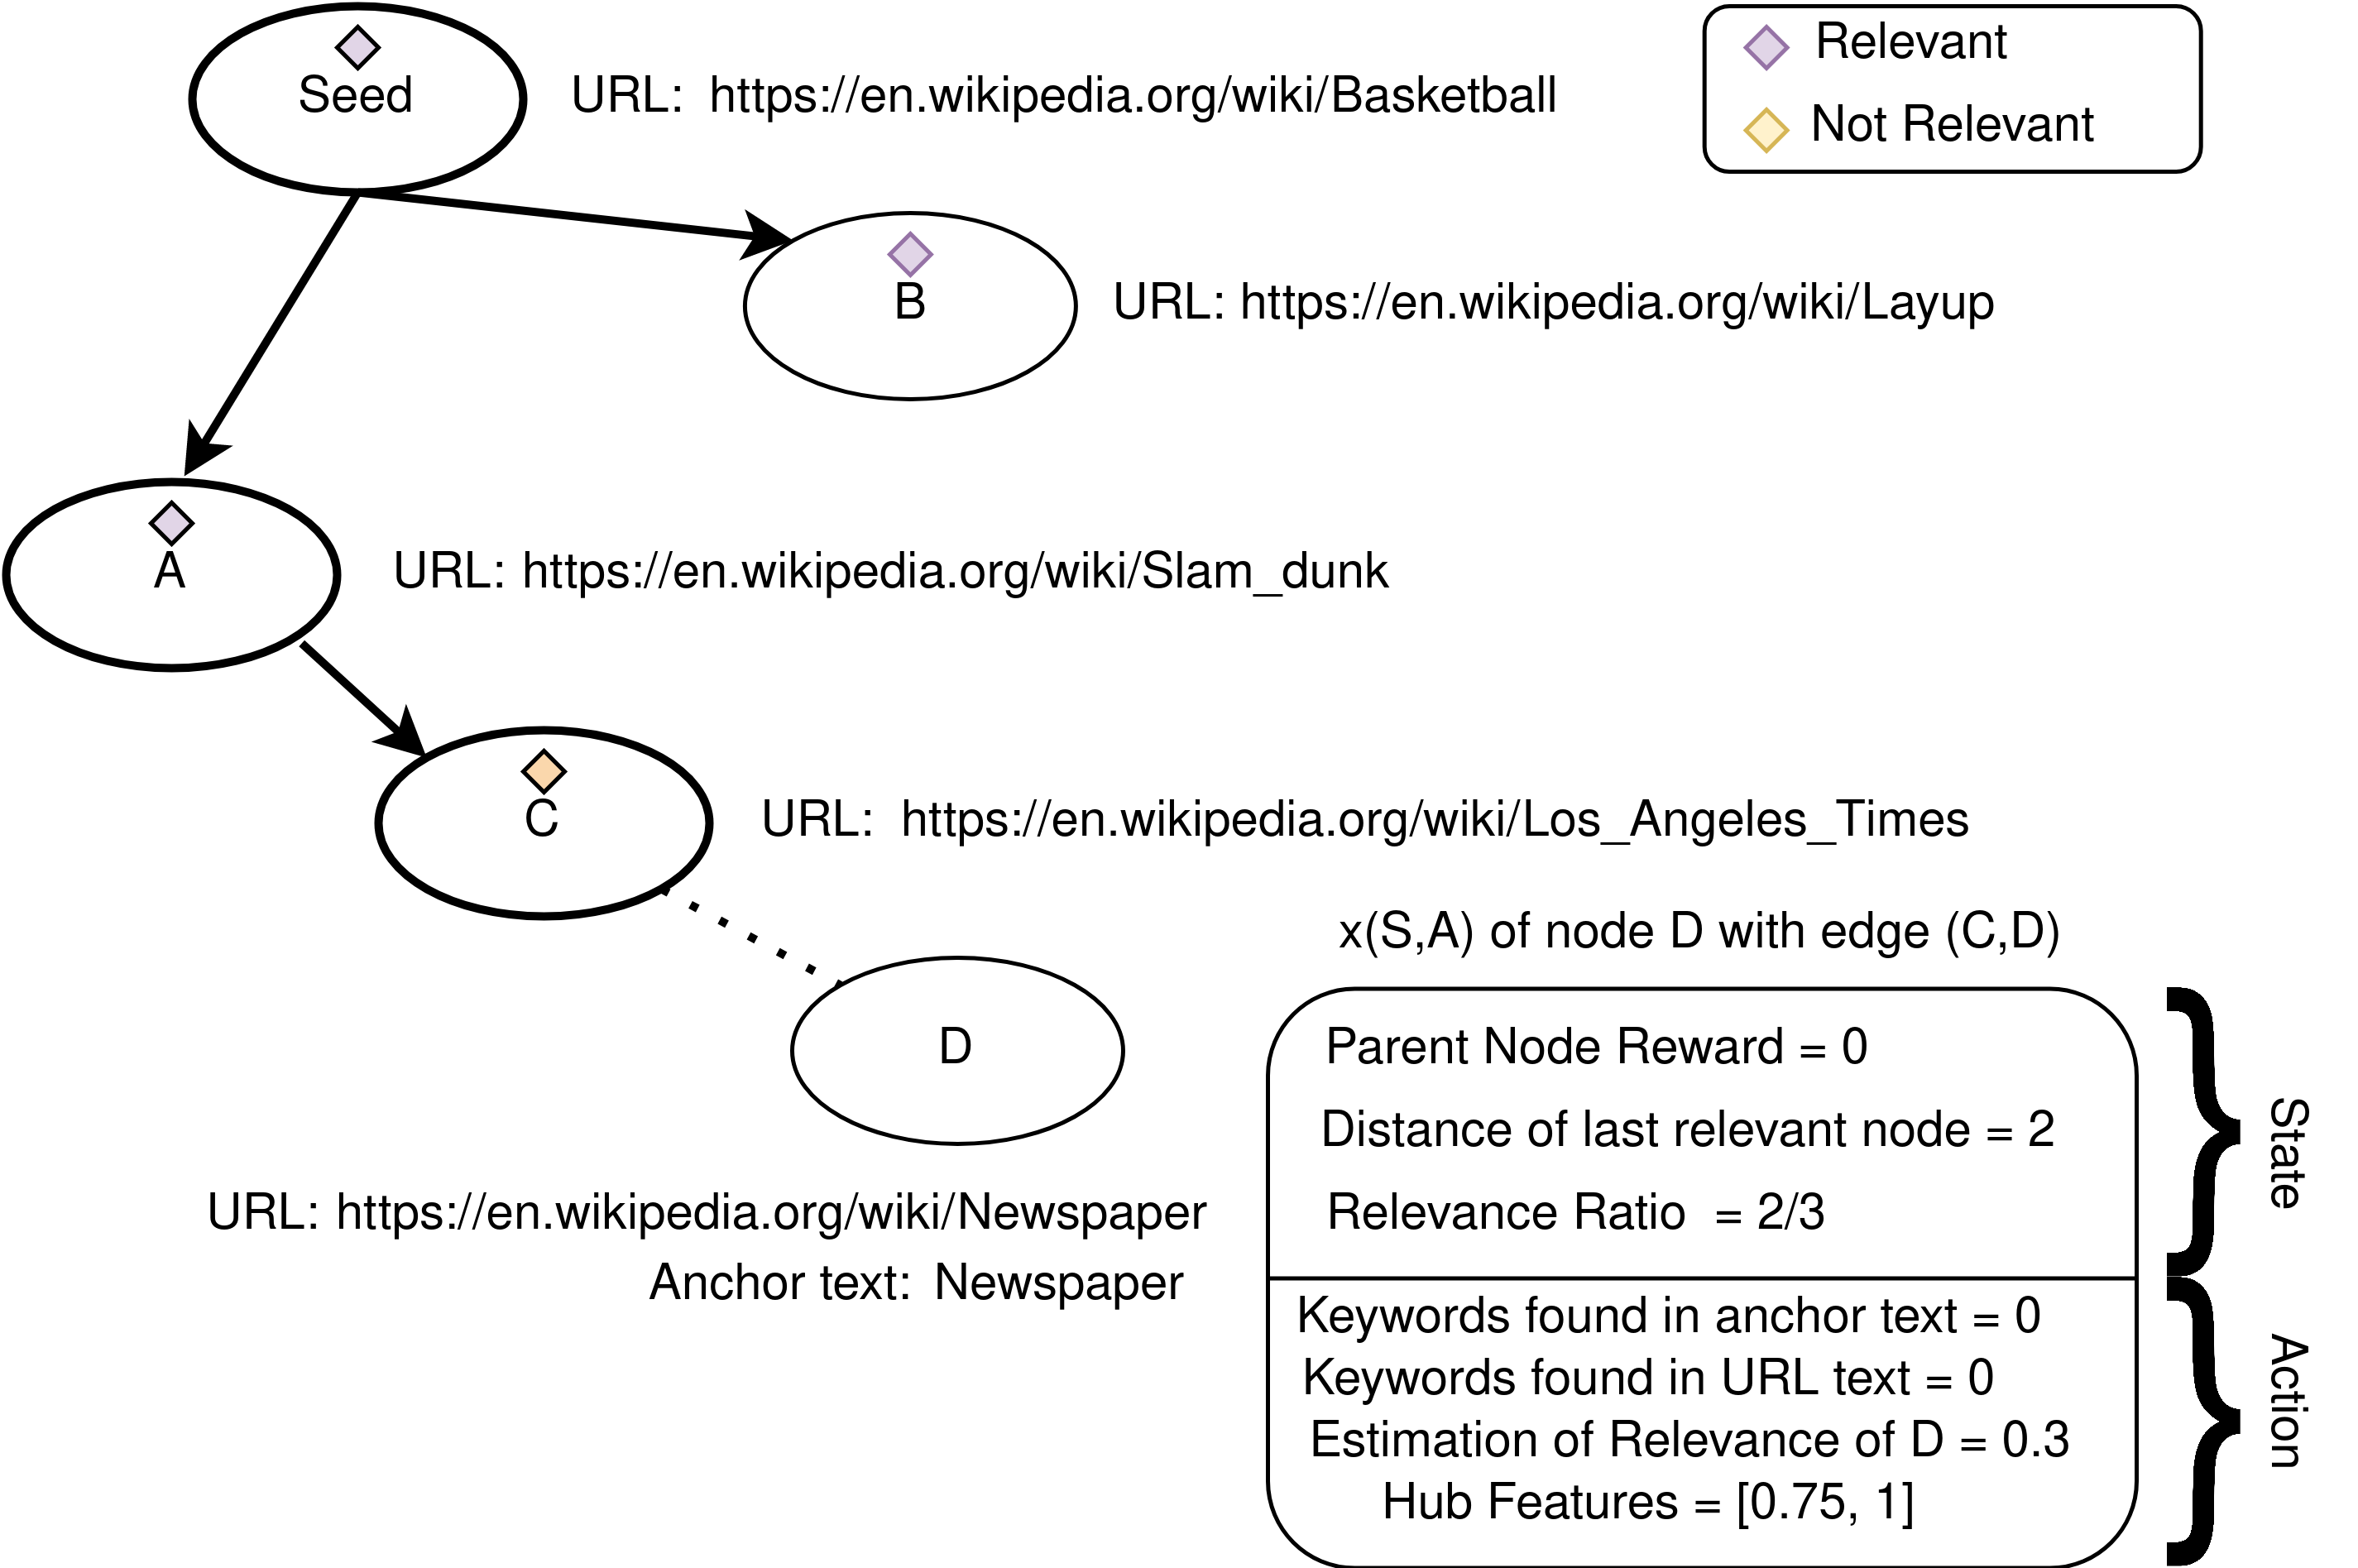 Seed
URL: https://en.wikipedia.org/wiki/Basketball
Relevant
Not Relevant
B
URL: https://en.wikipedia.org/wiki/Layup
A
URL: https://en.wikipedia.org/wiki/Slam_dunk
C
URL: https://en.wikipedia.org/wiki/Los_Angeles_Times
D
URL: https://en.wikipedia.org/wiki/Newspaper
Anchor text: Newspaper
x(S,A) of node D with edge (C,D)
Parent Node Reward = 0
Distance of last relevant node = 2
Relevance Ratio = 2/3
State
Keywords found in anchor text = 0
Keywords found in URL text = 0
Estimation of Relevance of D = 0.3
Hub Features = [0.75, 1]
Action